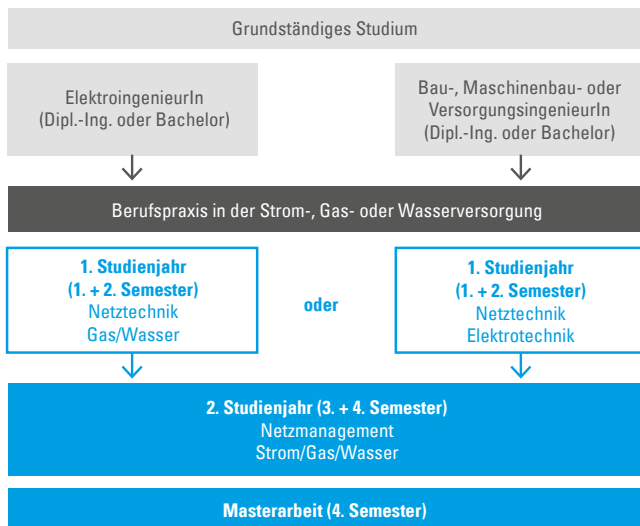 Grundständiges Studium
ElektroingenieurIn
(Dipl.-Ing. oder Bachelor)
Bau-, Maschinenbau- oder
VersorgungsingenieurIn
(Dipl.-Ing. oder Bachelor)
Berufspraxis in der Strom-, Gas- oder Wasserversorgung
1. Studienjahr
(1. + 2. Semester)
Netztechnik
Gas/Wasser
oder
1. Studienjahr
(1. + 2. Semester)
Netztechnik
Elektrotechnik
2. Studienjahr (3. + 4. Semester)
Netzmanagement
Strom/Gas/Wasser
Masterarbeit (4. Semester)